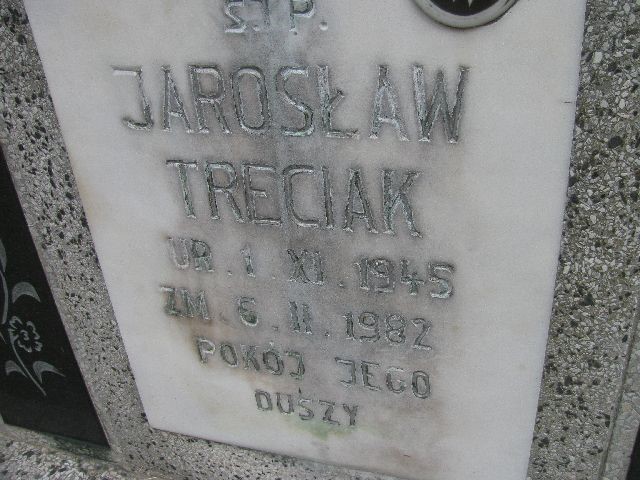 Ś.†P.
JAROSŁAW
TRECIAK
UR. 1. XI. 1945
ZM. 6. II. 1982
POKÓJ JEGO
DUSZY